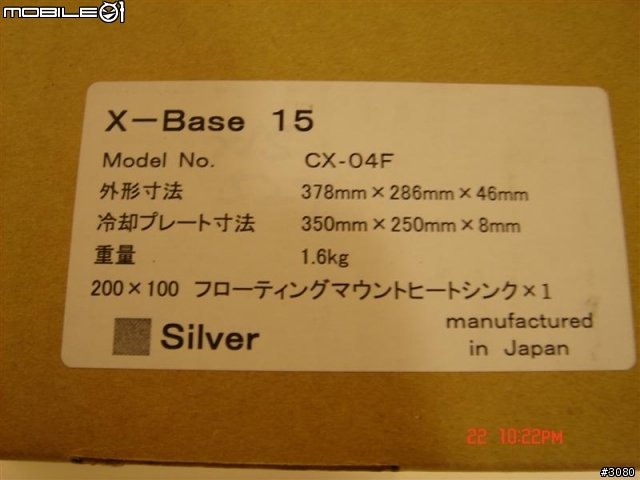 MOBILE01
X-Base 15
Model No. CX-04F
外形寸法 378mm×286mm×46mm
冷却プレート寸法 350mm×250mm×8mm
重量 1.6kg
200×100 フローティングマウントヒートシンク×1
Silver
manufactured
in Japan
22 10:22PM
#3080